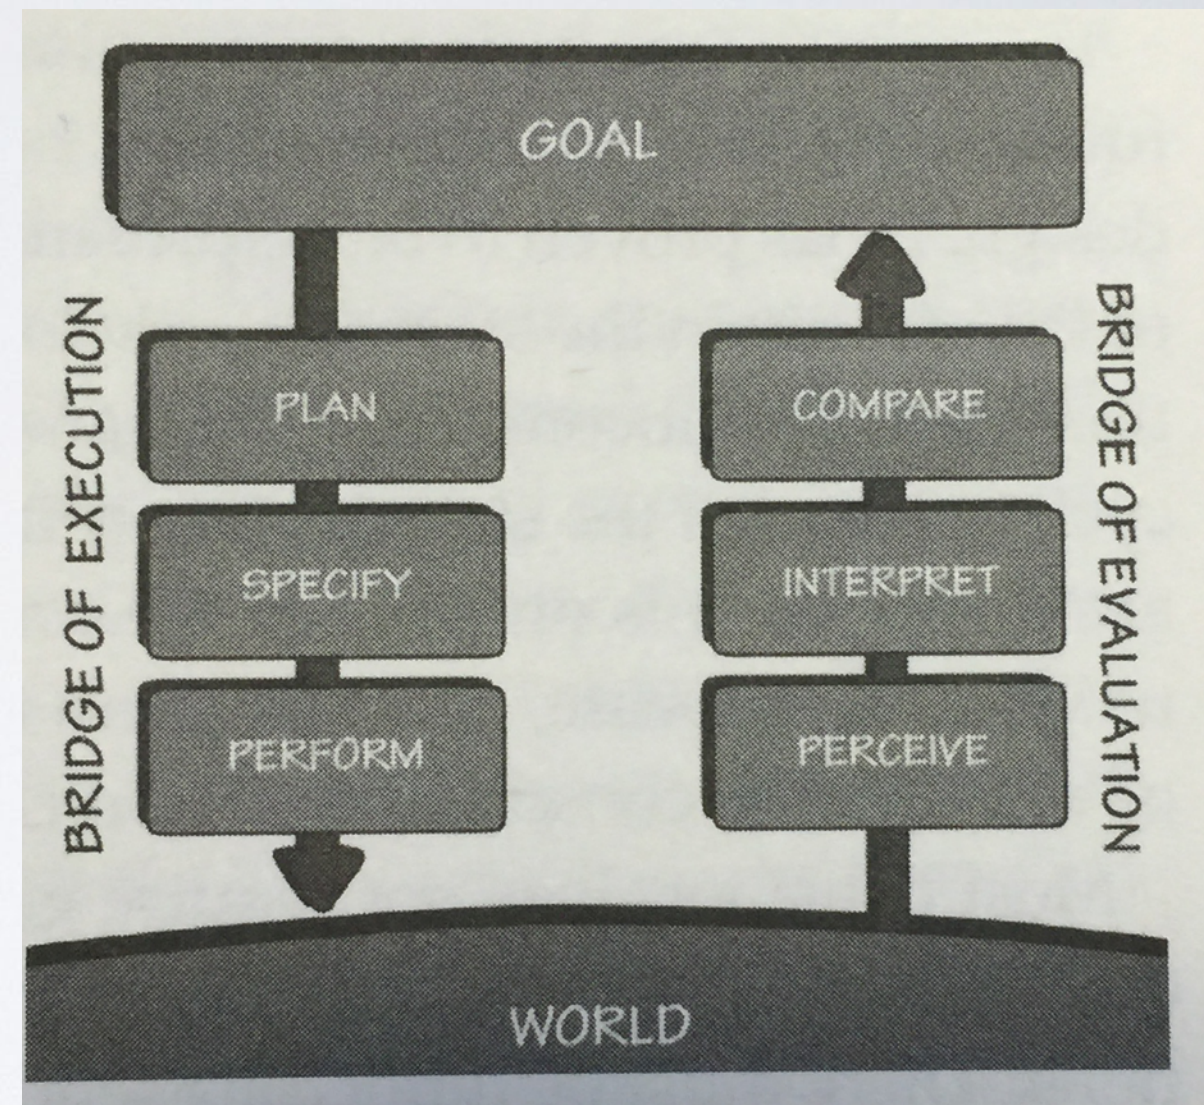 GOAL
BRIDGE OF EXECUTION
PLAN
SPECIFY
PERFORM
COMPARE
INTERPRET
PERCEIVE
BRIDGE OF EVALUATION
WORLD